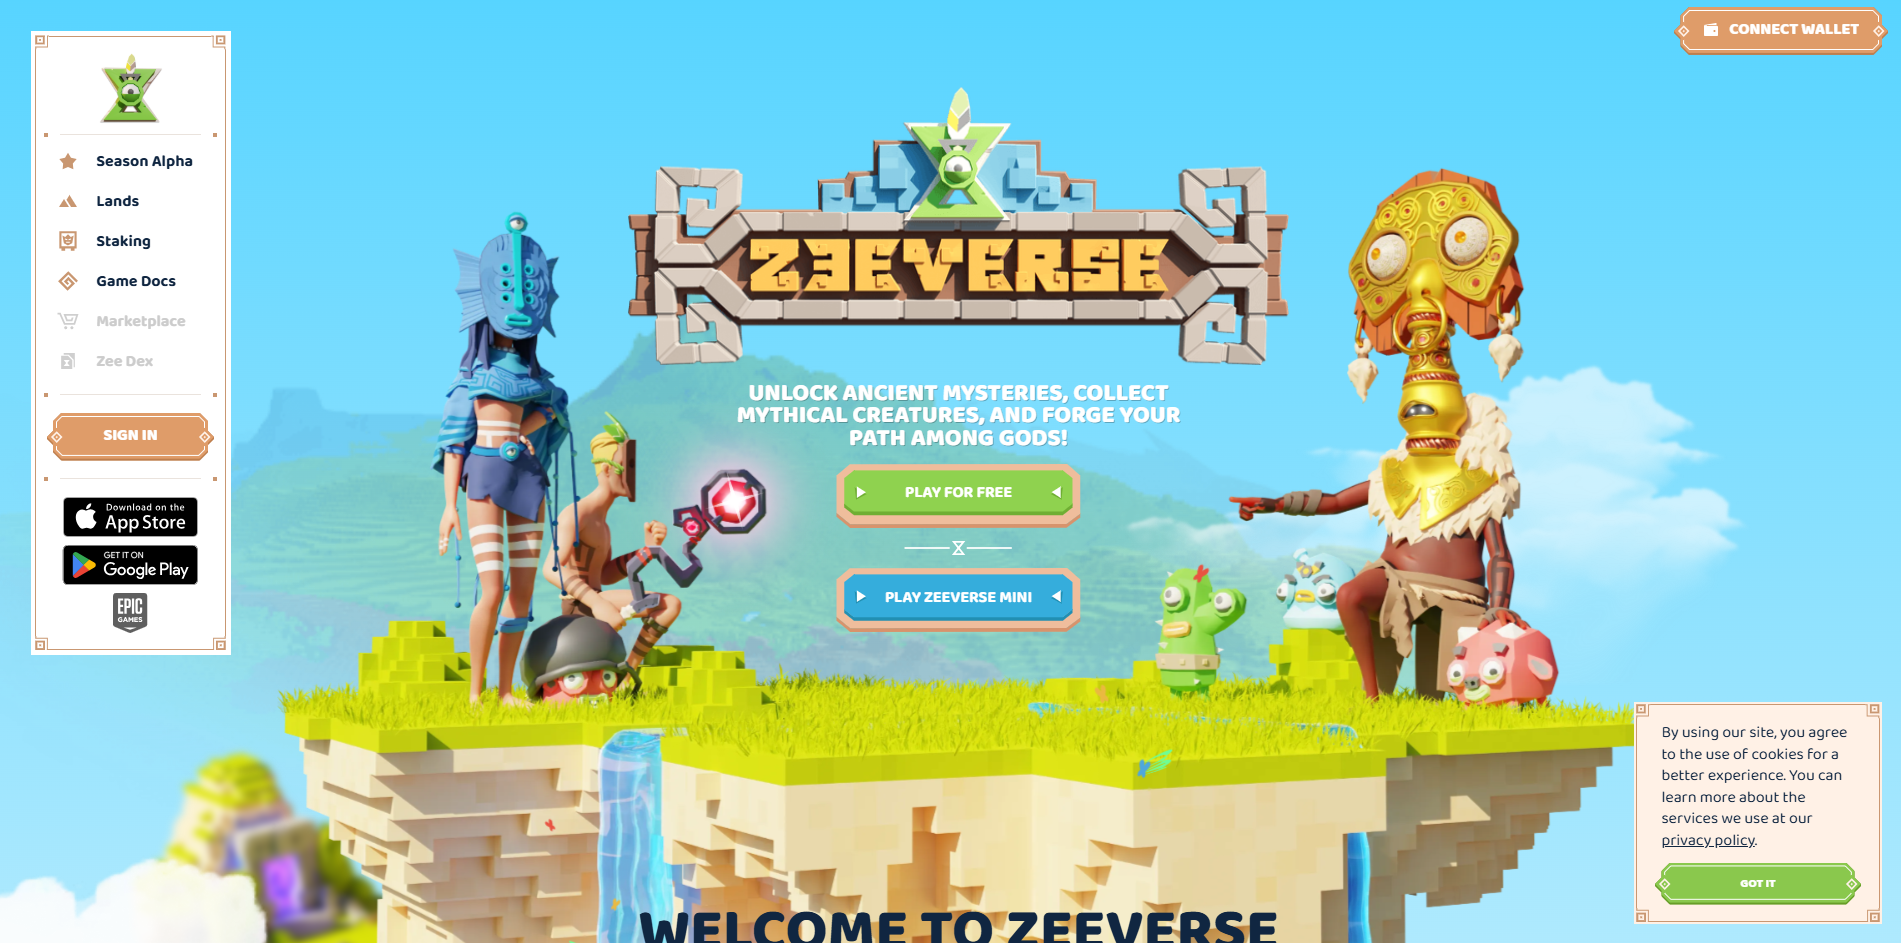 CONNECT WALLET
Season Alpha
Lands
Staking
Game Docs
Marketplace
Zee Dex
SIGN IN
Download on the
App Store
GET IT ON
Google Play
EPIC
GAMES
ZEEVERSE
UNLOCK ANCIENT MYSTERIES, COLLECT
MYTHICAL CREATURES, AND FORGE YOUR
PATH AMONG GODS!
PLAY FOR FREE
PLAY ZEEVERSE MINI
WELCOME TO ZEEVERSE
By using our site, you agree
to the use of cookies for a
better experience. You can
learn more about the
services we use at our
privacy policy.
GOT IT